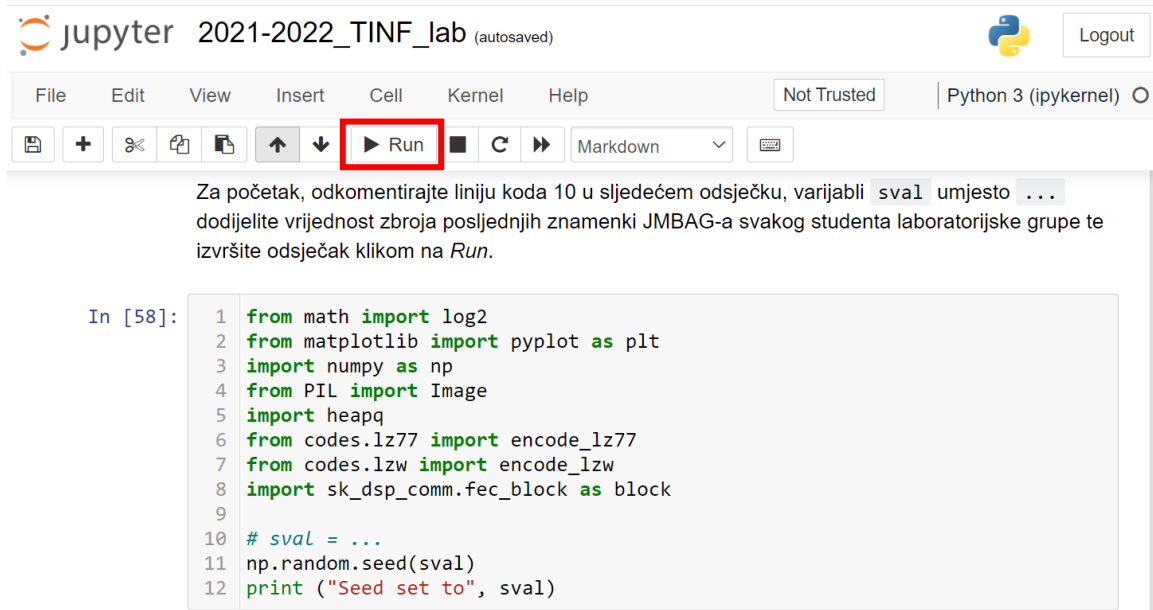 jupyter 2021-2022_TINF_lab (autosaved) Logout
File Edit View Insert Cell Kernel Help Not Trusted Python 3 (ipykernel)
Run Markdown
Za početak, odkomentirajte liniju koda 10 u sljedećem odsječku, varijabli sval umjesto ...
dodijelite vrijednost zbroja posljednjih znamenki JMBAG-a svakog studenta laboratorijske grupe te
izvršite odsječak klikom na Run.
In [58]: 1 from math import log2
2 from matplotlib import pyplot as plt
3 import numpy as np
4 from PIL import Image
5 import heapq
6 from codes.lz77 import encode_lz77
7 from codes.lzw import encode_lzw
8 import sk_dsp_comm.fec_block as block
9
10 # sval = ...
11 np.random.seed(sval)
12 print ("Seed set to", sval)